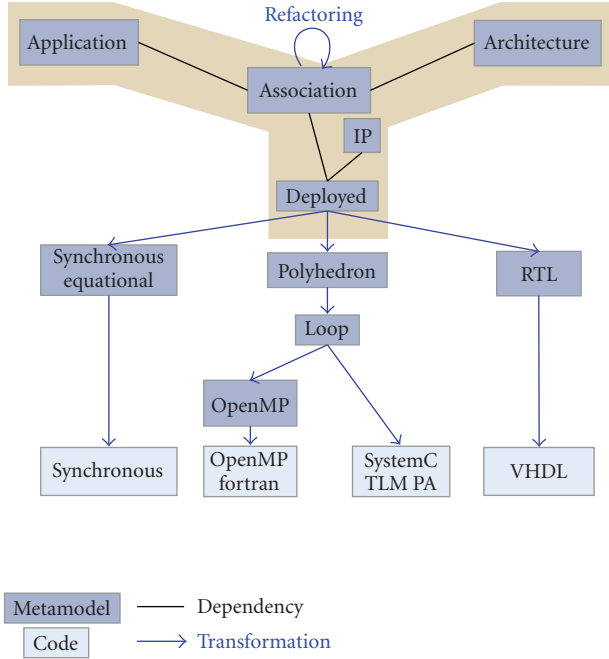 Refactoring
Application
Architecture
Association
IP
Deployed
Synchronous
equational
Polyhedron
RTL
Loop
OpenMP
Synchronous
OpenMP
fortran
SystemC
TLM PA
VHDL
Metamodel
Dependency
Code
Transformation